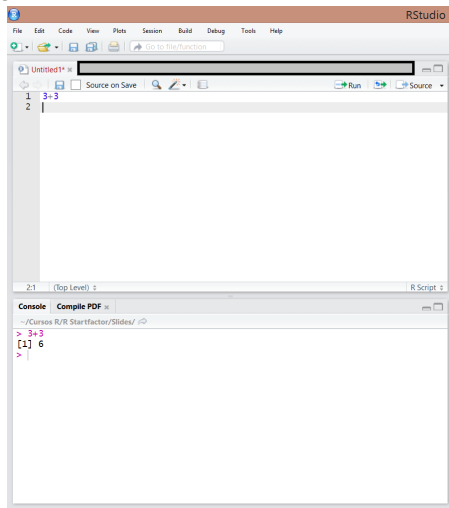 RStudio
File Edit Code View Plots Session Build Debug Tools Help
Go to file/function
Untitled1* ×
Source on Save Run Source
1 3+3
2
2:1 (Top Level) R Script
Console Compile PDF ×
~/Cursos R/R Startfactor/Slides/
> 3+3
[1] 6
>